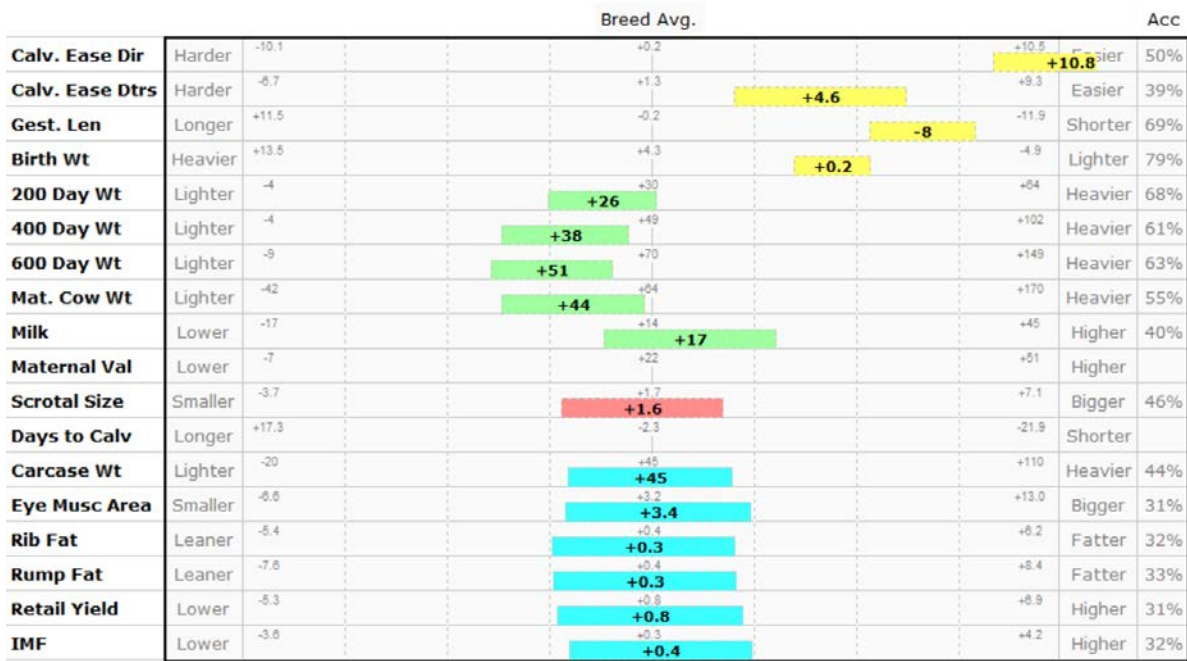 Breed Avg. Acc
Calv. Ease Dir Harder -10.1 +0.2 +10.5 +10.8 50%
Calv. Ease Dtrs Harder -6.7 +1.3 +4.6 +9.3 Easier 39%
Gest. Len Longer +11.5 -0.2 -8 -11.9 Shorter 69%
Birth Wt Heavier +13.5 +4.3 +0.2 -4.9 Lighter 79%
200 Day Wt Lighter -4 +26 +30 +64 Heavier 68%
400 Day Wt Lighter -4 +38 +49 +102 Heavier 61%
600 Day Wt Lighter -9 +51 +70 +149 Heavier 63%
Mat. Cow Wt Lighter -42 +44 +64 +170 Heavier 55%
Milk Lower -17 +14 +17 +45 Higher 40%
Maternal Val Lower -7 +22 +51 Higher
Scrotal Size Smaller -3.7 +1.7 +1.6 +7.1 Bigger 46%
Days to Calv Longer +17.3 -2.3 -21.9 Shorter
Carcase Wt Lighter -20 +45 +45 +110 Heavier 44%
Eye Musc Area Smaller -6.6 +3.2 +3.4 +13.0 Bigger 31%
Rib Fat Leaner -5.4 +0.4 +0.3 +6.2 Fatter 32%
Rump Fat Leaner -7.6 +0.4 +0.3 +8.4 Fatter 33%
Retail Yield Lower -5.3 +0.8 +0.8 +6.9 Higher 31%
IMF Lower -3.6 +0.3 +0.4 +4.2 Higher 32%